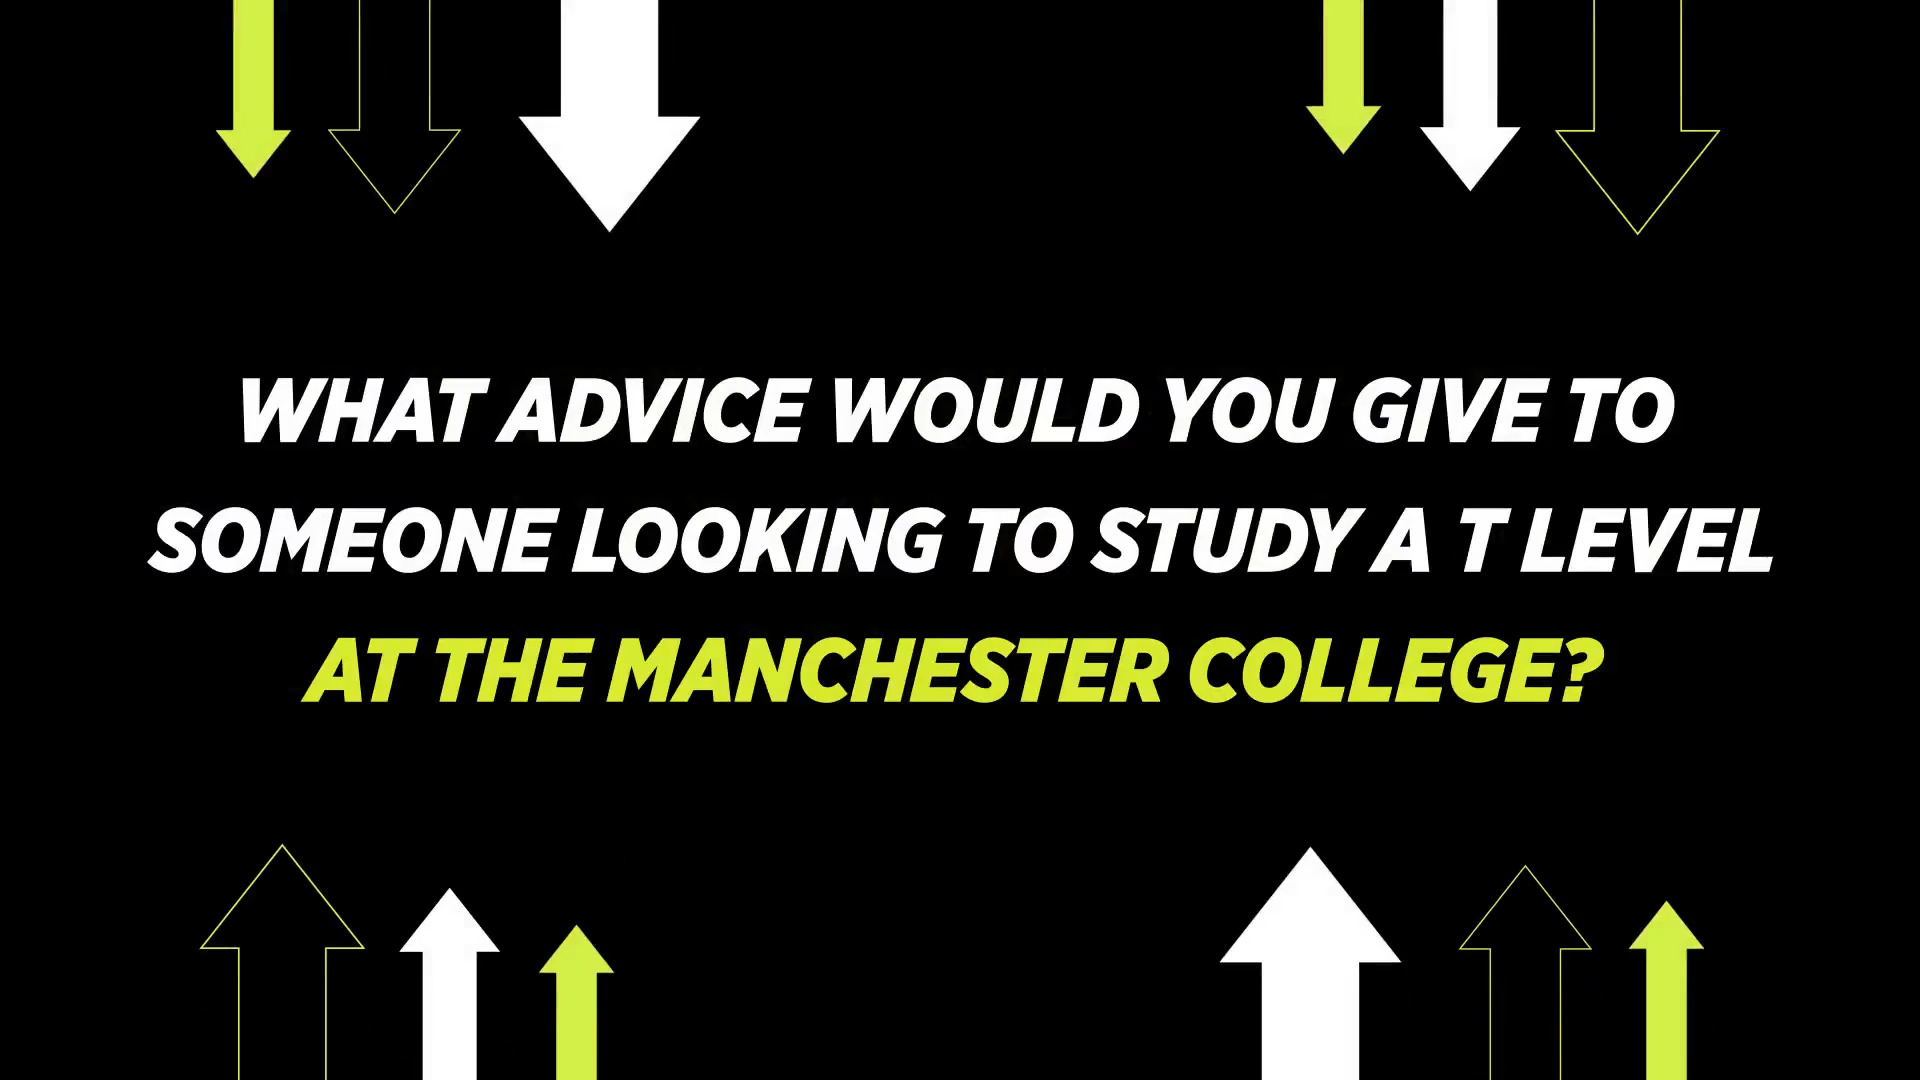 WHAT ADVICE WOULD YOU GIVE TO
SOMEONE LOOKING TO STUDY A T LEVEL
AT THE MANCHESTER COLLEGE?